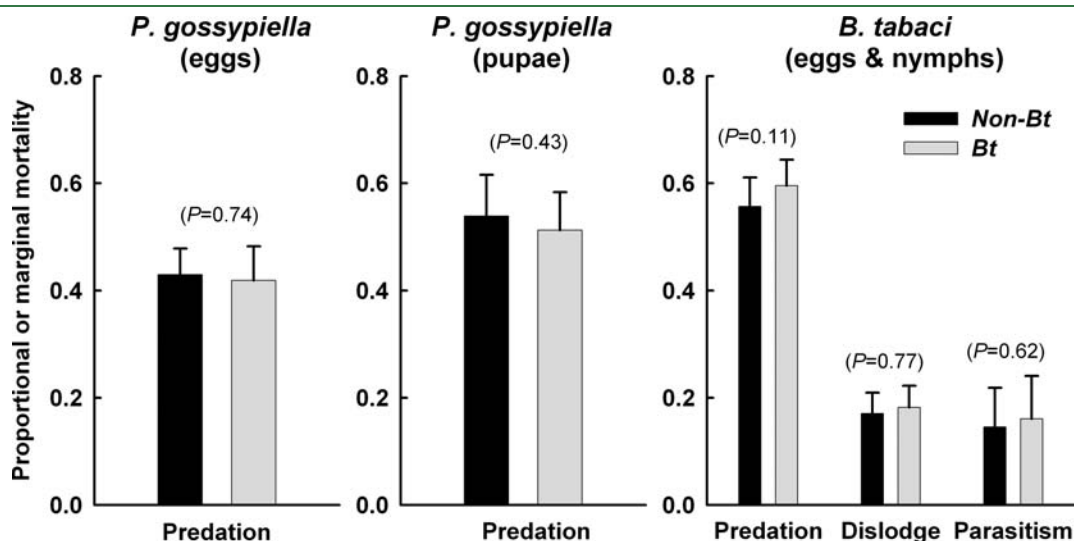 P. gossypiella
(eggs)
P. gossypiella
(pupae)
B. tabaci
(eggs & nymphs)
Proportional or marginal mortality
0.8
0.6
0.4
0.2
0.0
(P=0.74)
Predation
0.8
0.6
0.4
0.2
0.0
(P=0.43)
Predation
0.8
0.6
0.4
0.2
0.0
Non-Bt
Bt
(P=0.11)
(P=0.77)
(P=0.62)
Predation Dislodge Parasitism